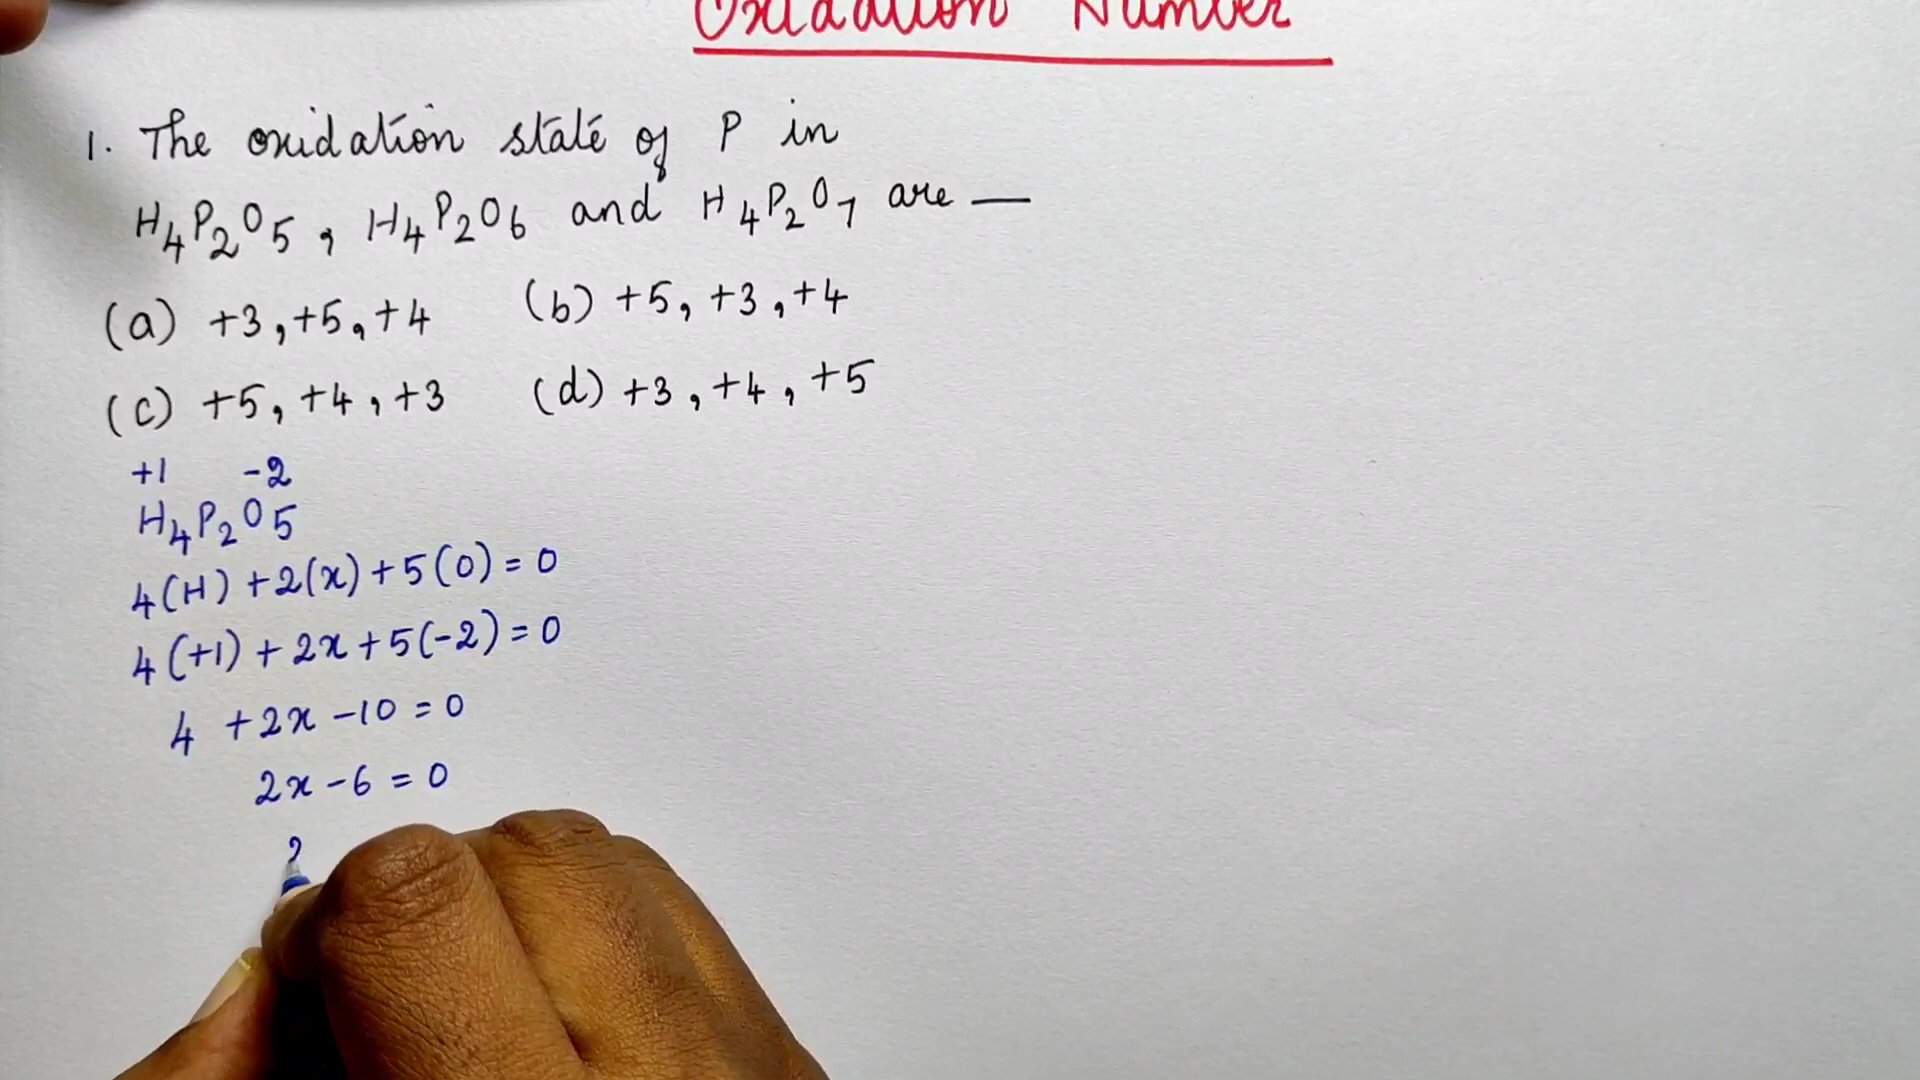 Oxidation Number
1. The oxidation state of P in
H4P2O5, H4P2O6 and H4P2O7 are —
(a) +3, +5, +4 (b) +5, +3, +4
(c) +5, +4, +3 (d) +3, +4, +5
+1 -2
H4P2O5
4(H) + 2(x) + 5(O) = 0
4(+1) + 2x + 5(-2) = 0
4 + 2x - 10 = 0
2x - 6 = 0
2